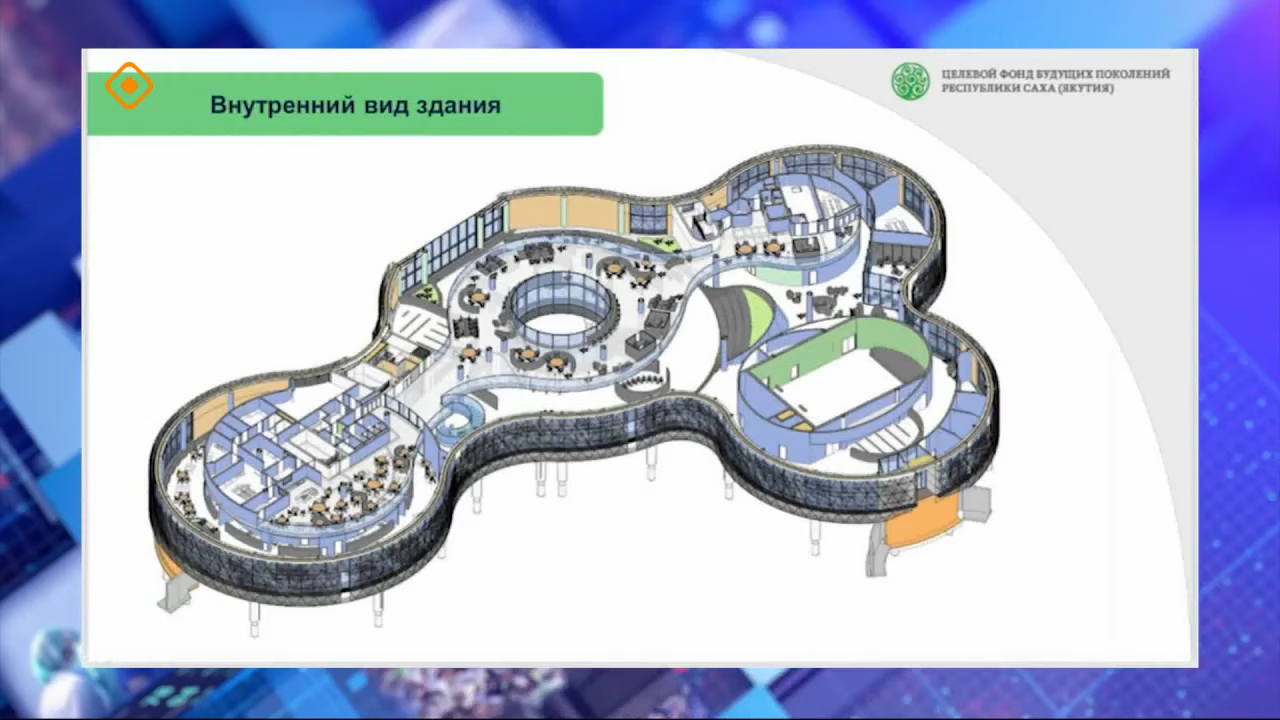 Внутренний вид здания
ЦЕЛЕВОЙ ФОНД БУДУЩИХ ПОКОЛЕНИЙ
РЕСПУБЛИКИ САХА (ЯКУТИЯ)